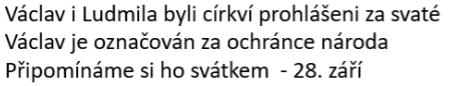 Václav i Ludmila byli církví prohlášeni za svaté
Václav je označován za ochránce národa
Připomínáme si ho svátkem  - 28. září